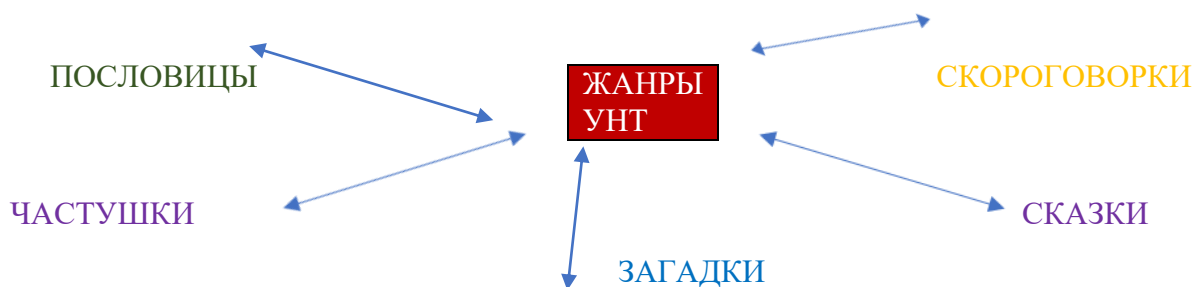 ПОСЛОВИЦЫ
ЖАНРЫ
УНТ
СКОРОГОВОРКИ
ЧАСТУШКИ
СКАЗКИ
ЗАГАДКИ